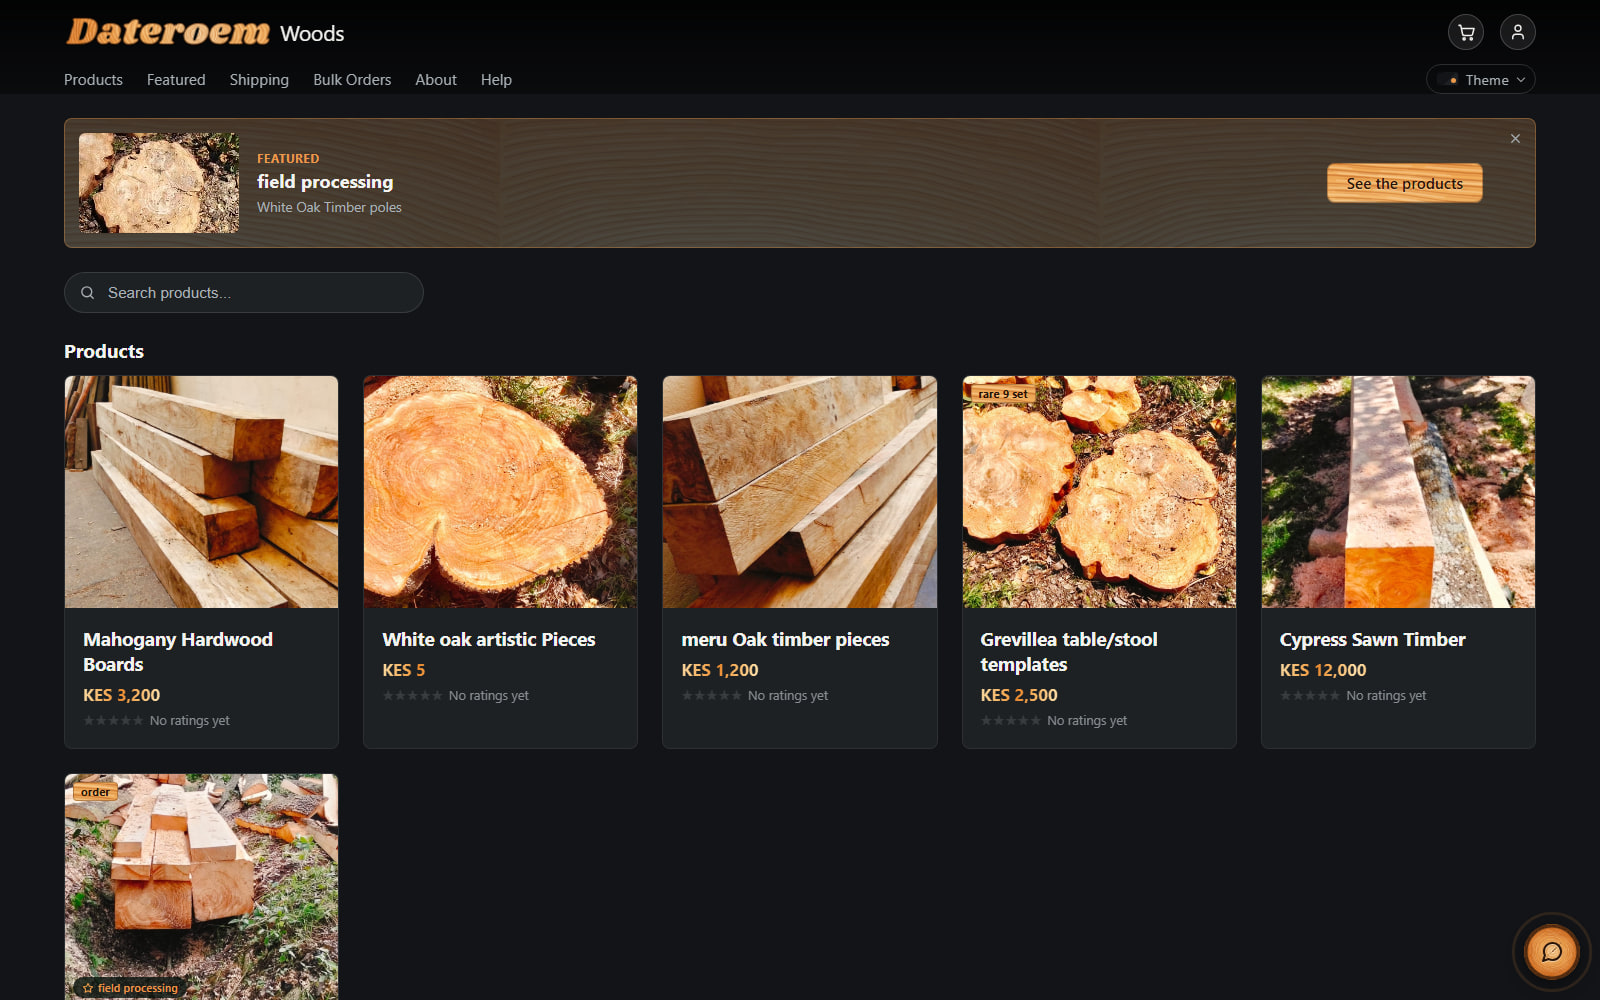 Dateroem Woods
Products Featured Shipping Bulk Orders About Help
Theme
FEATURED
field processing
White Oak Timber poles
See the products
Search products...
Products
rare 9 set
Mahogany Hardwood
Boards
KES 3,200
No ratings yet
White oak artistic Pieces
KES 5
No ratings yet
meru Oak timber pieces
KES 1,200
No ratings yet
Grevillea table/stool
templates
KES 2,500
No ratings yet
Cypress Sawn Timber
KES 12,000
No ratings yet
order
field processing